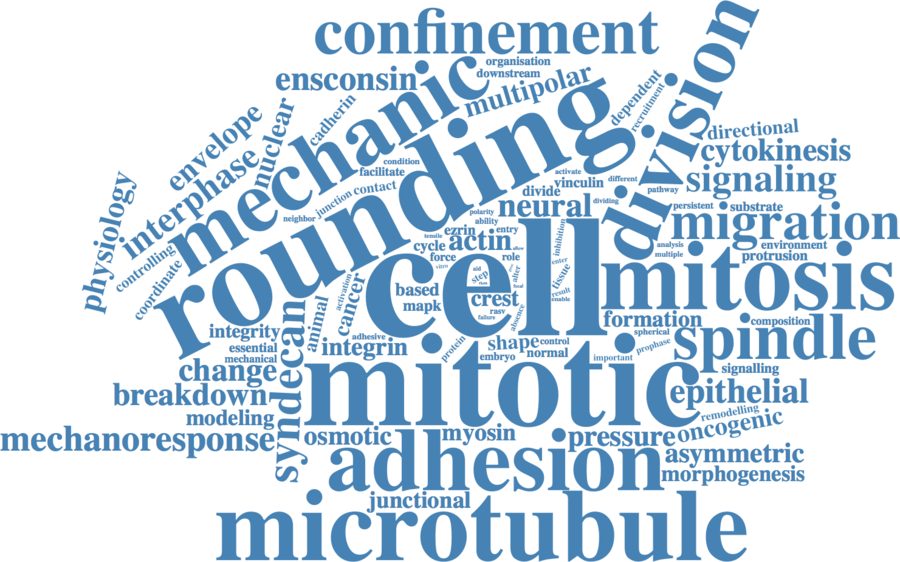 confinement
organisation
ensconsin
downstream
mechanic
multipolar
division
dependent
recruitment
cadherin
nuclear
envelope
interphase
rounding
directional
cytokinesis
condition
facilitate
activate
vinculin
different
signaling
pathway
junction
contact
divide
dividing
neural
persistent
substrate
migration
physiology
neighbor
polarity
ability
ezrin
entry
tensile
actin
cycle
allow
force
role
inhibition
analysis
multiple
environment
protrusion
controlling
coordinate
cell
mitosis
vitro
aid
step
after
enter
tissue
result
enable
activation
cancer
animal
based
mapk
crest
rasv
failure
absence
formation
composition
spherical
spindle
integrity
essential
mechanical
syndecan
adhesive
integrin
protein
shape
control
embryo
normal
important
prophase
change
signalling
mitotic
epithelial
breakdown
modeling
remodelling
oncogenic
mechanoresponse
osmotic
myosin
pressure
adhesion
asymmetric
morphogenesis
junctional
microtubule